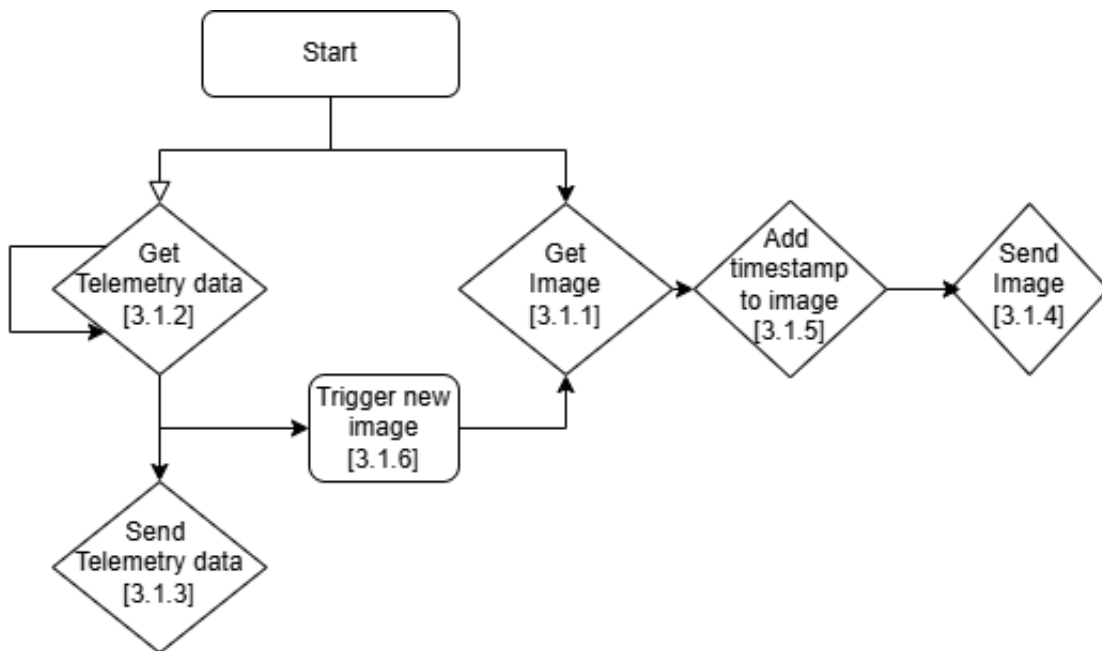 Start
Get
Telemetry data
[3.1.2]
Get
Image
[3.1.1]
Add
timestamp
to image
[3.1.5]
Send
Image
[3.1.4]
Trigger new
image
[3.1.6]
Send
Telemetry data
[3.1.3]